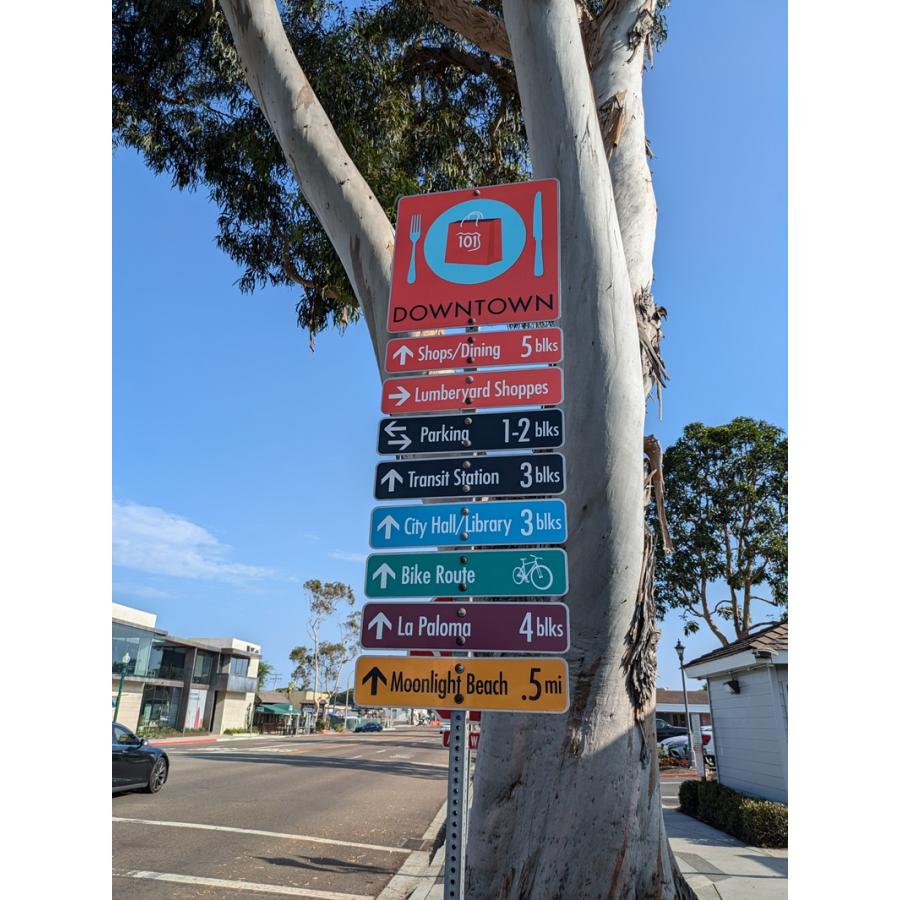 101
DOWNTOWN
Shops/Dining 5 blks
Lumberyard Shoppes
Parking 1-2 blks
Transit Station 3 blks
City Hall/Library 3 blks
Bike Route
La Paloma 4 blks
Moonlight Beach .5 mi